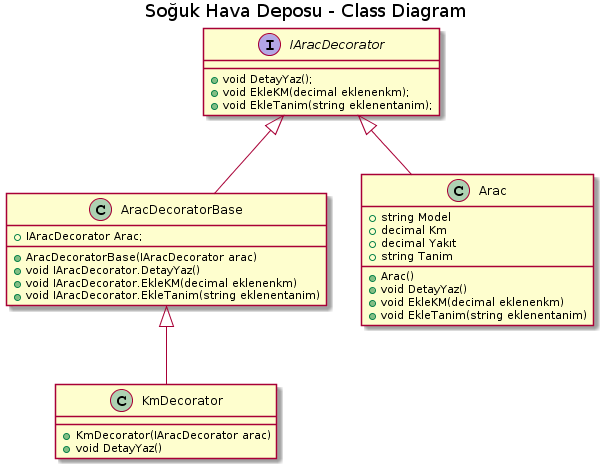 Soğuk Hava Deposu - Class Diagram
I IAracDecorator
void DetayYaz();
void EkleKM(decimal eklenenkm);
void EkleTanim(string eklenentanim);
C AracDecoratorBase
IAracDecorator Arac;
AracDecoratorBase(IAracDecorator arac)
void IAracDecorator.DetayYaz()
void IAracDecorator.EkleKM(decimal eklenenkm)
void IAracDecorator.EkleTanim(string eklenentanim)
C Arac
string Model
decimal Km
decimal Yakıt
string Tanim
Arac()
void DetayYaz()
void EkleKM(decimal eklenenkm)
void EkleTanim(string eklenentanim)
C KmDecorator
KmDecorator(IAracDecorator arac)
void DetayYaz()